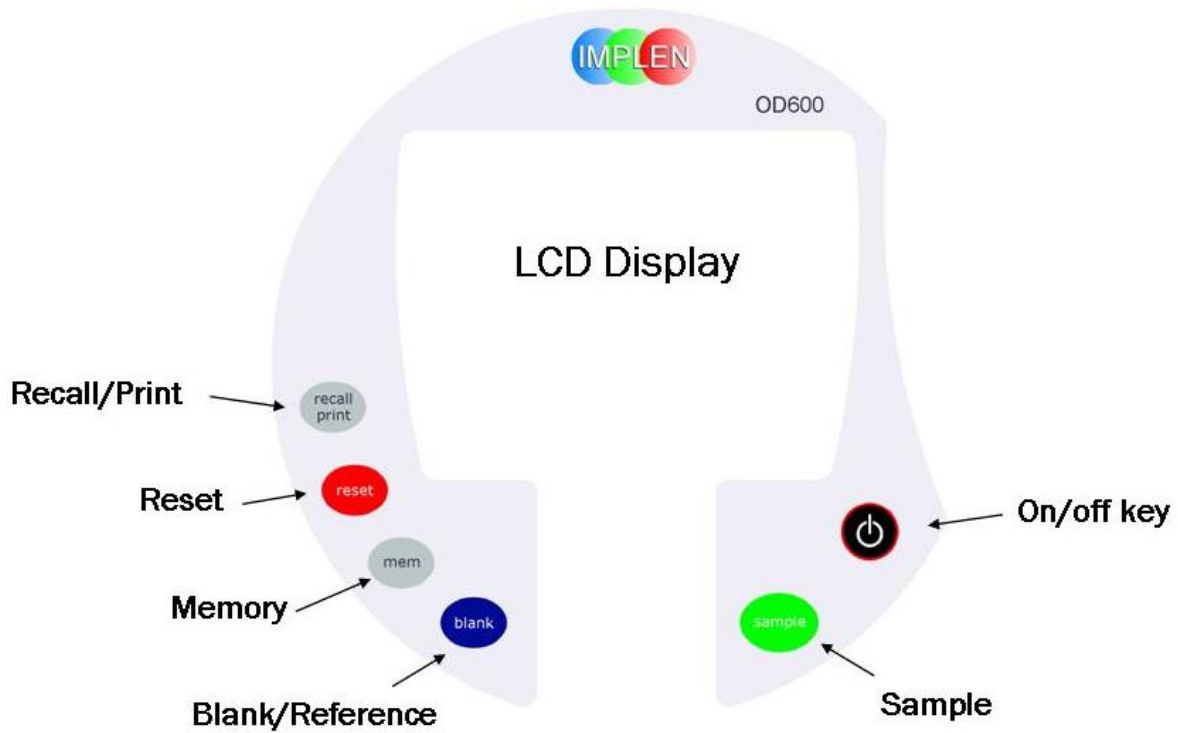 IMPLEN
OD600
LCD Display
Recall/Print
recall
print
Reset
reset
On/off key
mem
Memory
blank
sample
Blank/Reference
Sample